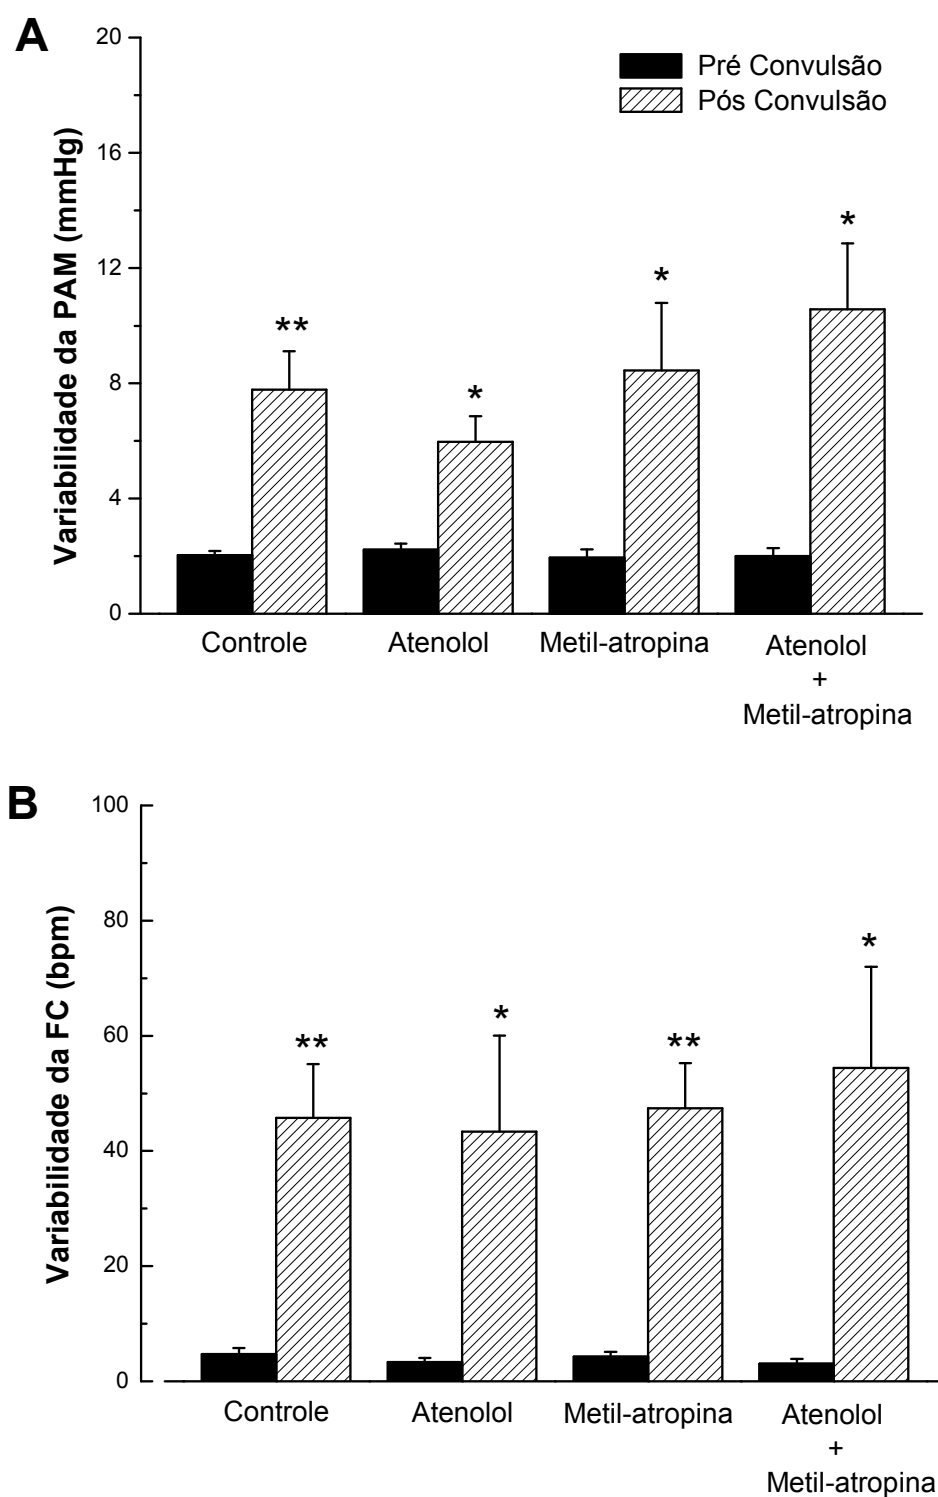 A
20
16
12
8
4
0
Variabilidade da PAM (mmHg)
Pré Convulsão
Pós Convulsão
**
*
*
*
Controle
Atenolol
Metil-atropina
Atenolol
+
Metil-atropina
B
100
80
60
40
20
0
Variabilidade da FC (bpm)
**
*
**
*
Controle
Atenolol
Metil-atropina
Atenolol
+
Metil-atropina